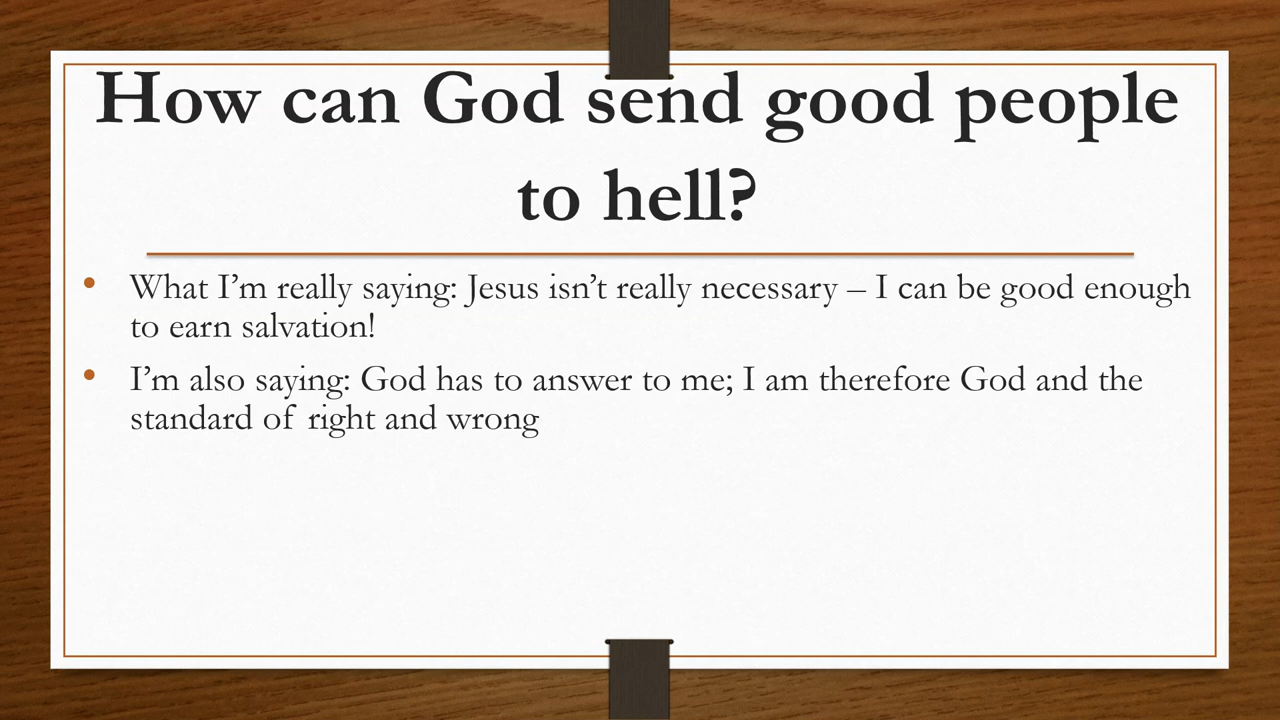 How can God send good people
to hell?
• What I’m really saying: Jesus isn’t really necessary – I can be good enough
to earn salvation!
• I’m also saying: God has to answer to me; I am therefore God and the
standard of right and wrong